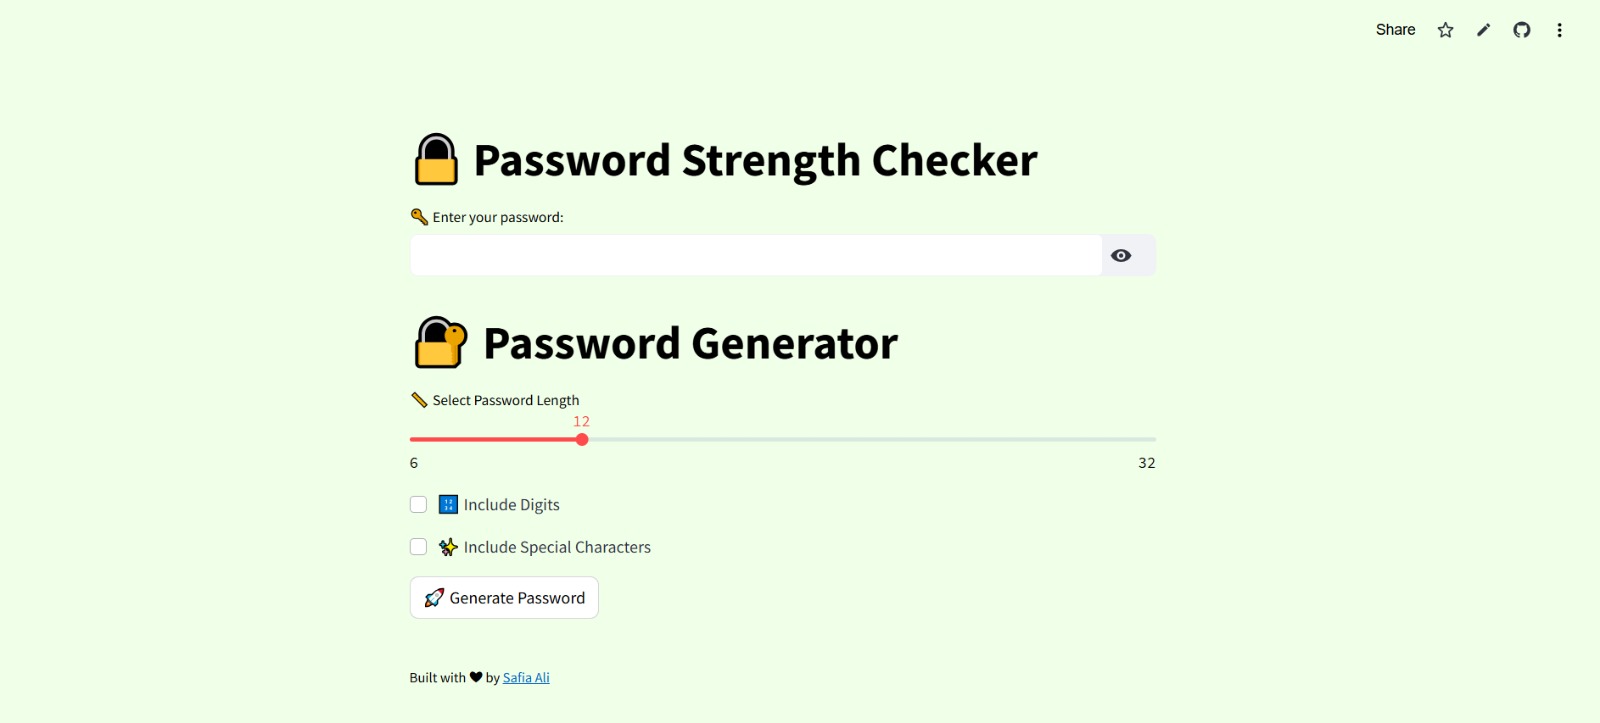 Share
Password Strength Checker
Enter your password:
Password Generator
Select Password Length
12
6
32
Include Digits
Include Special Characters
Generate Password
Built with ♥ by Safia Ali